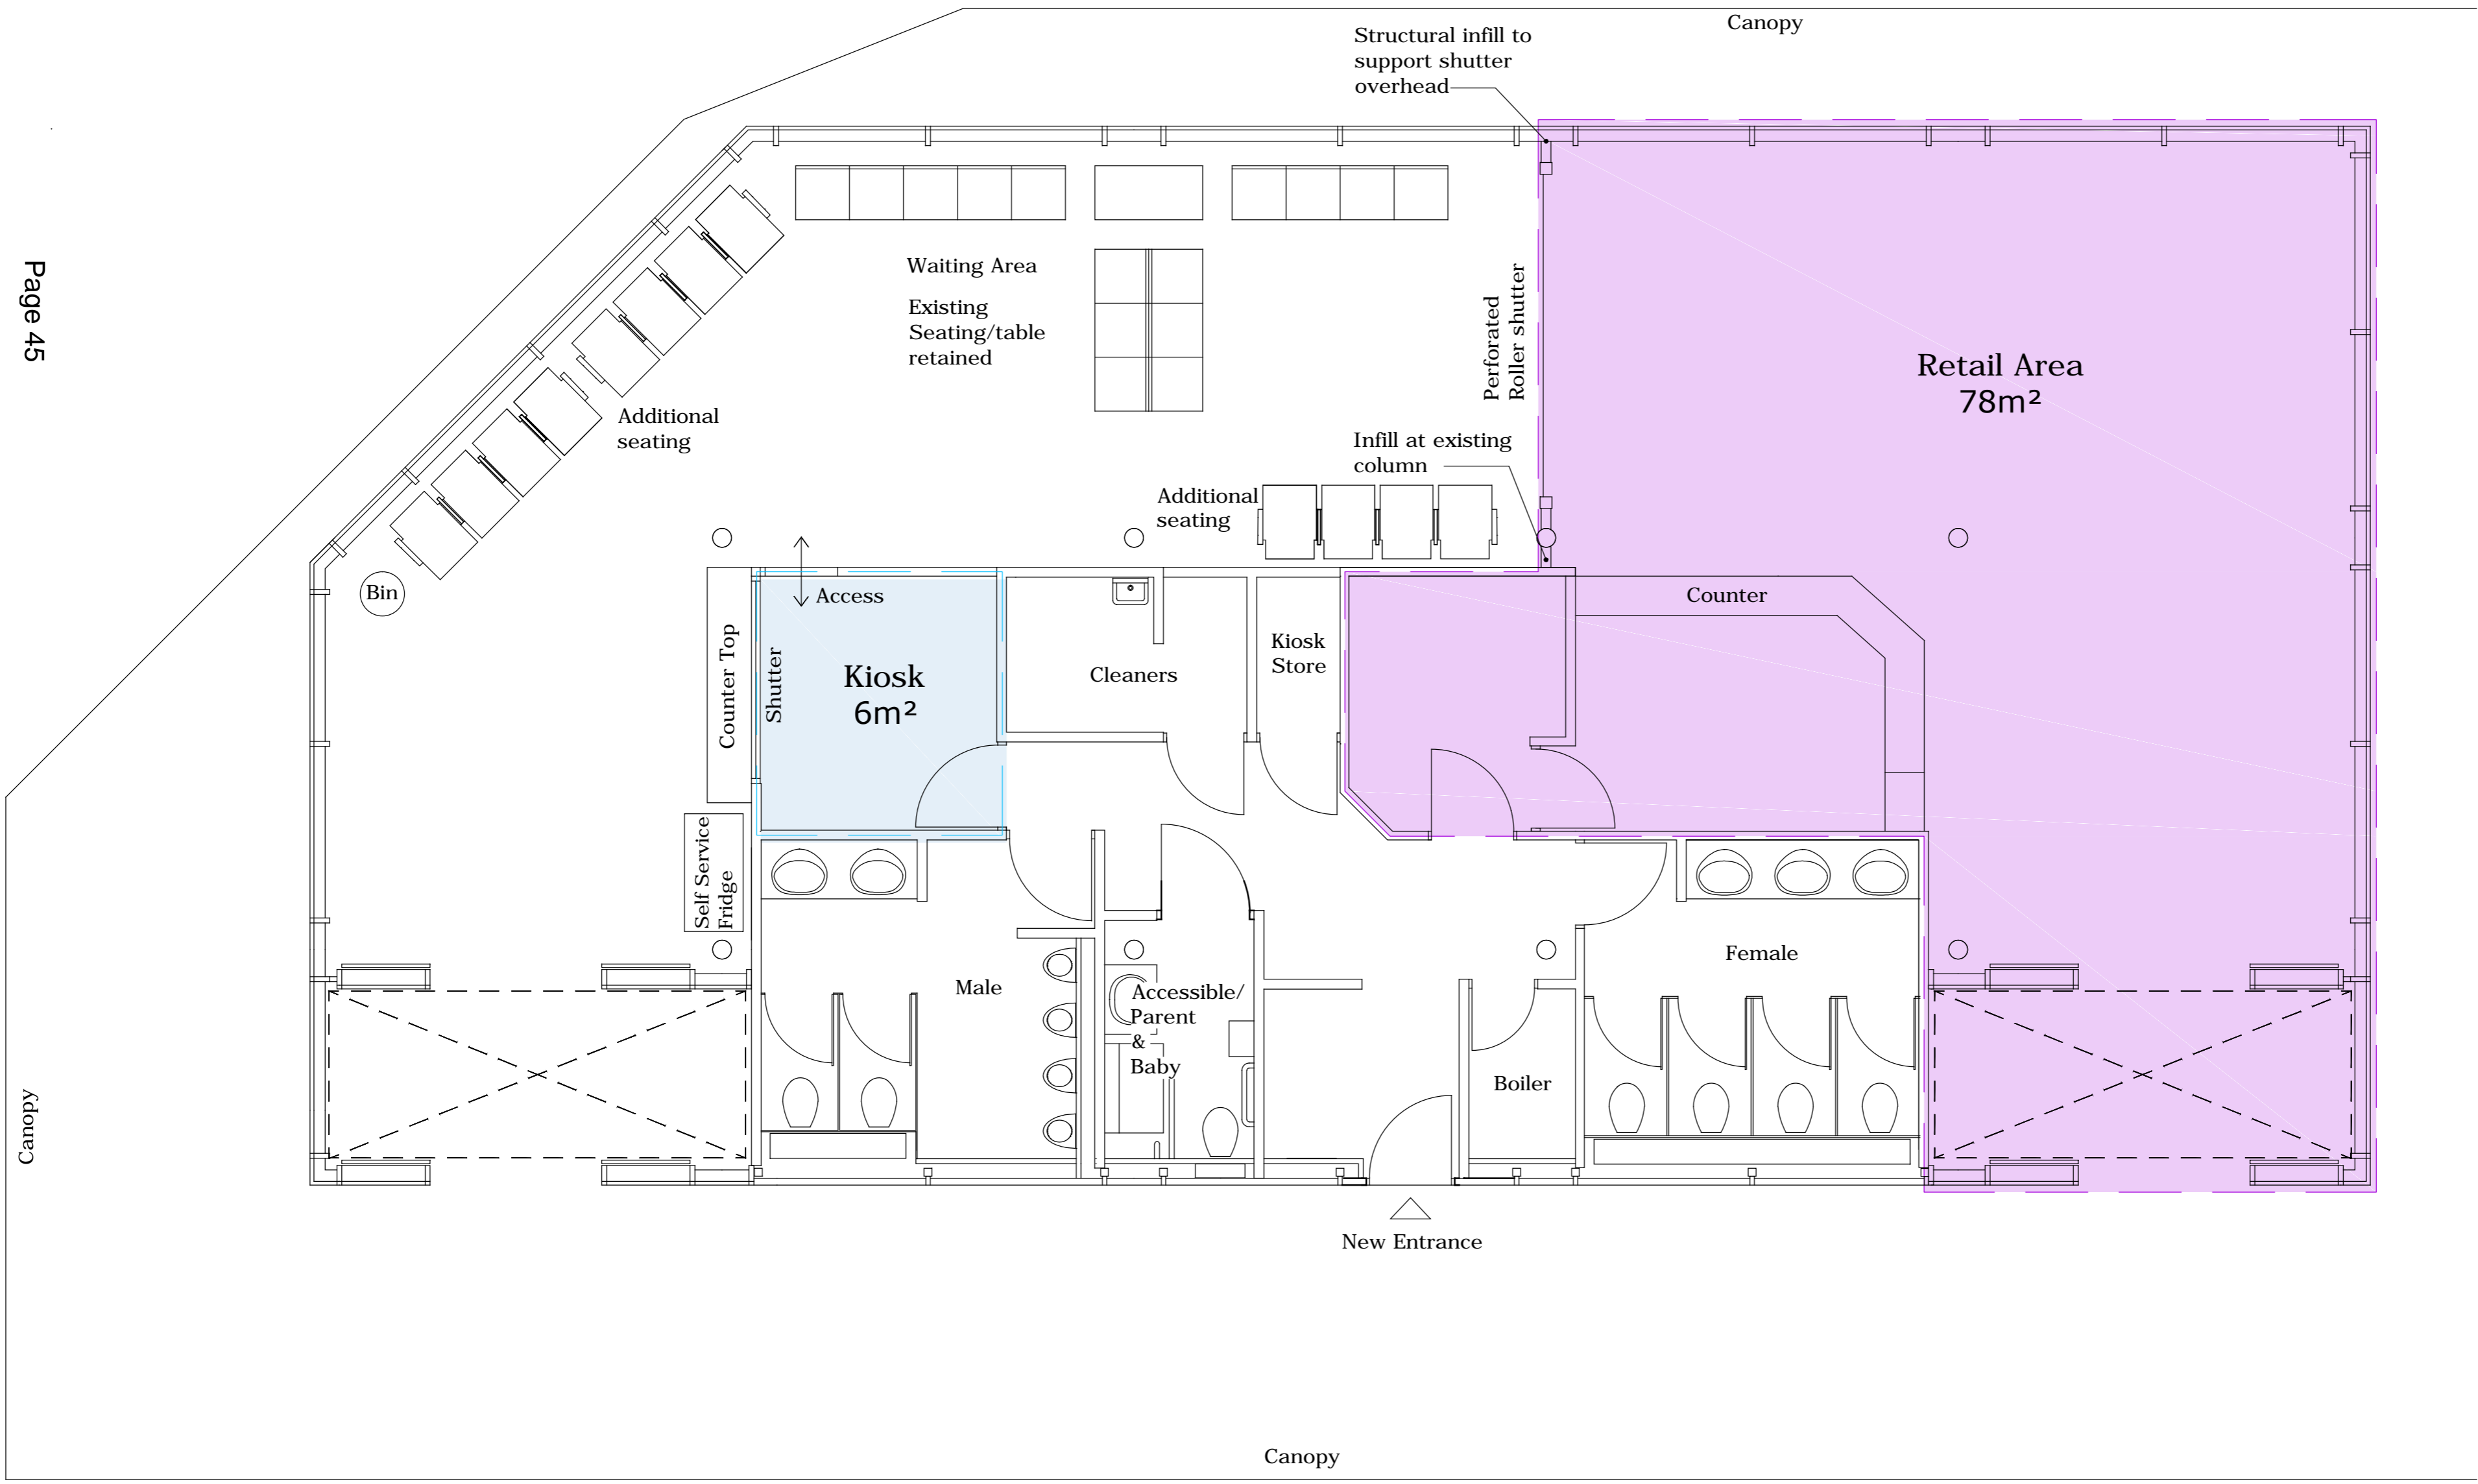 Canopy
Structural infill to
support shutter
overhead
Page 45
Waiting Area
Existing
Seating/table
retained
Perforated
Roller shutter
Retail Area
78m²
Additional
seating
Infill at existing
column
Additional
seating
Bin
Access
Counter
Counter Top
Shutter
Kiosk
6m²
Cleaners
Kiosk
Store
Self Service
Fridge
Male
Accessible/
Parent
&
Baby
Female
Boiler
Canopy
New Entrance
Canopy